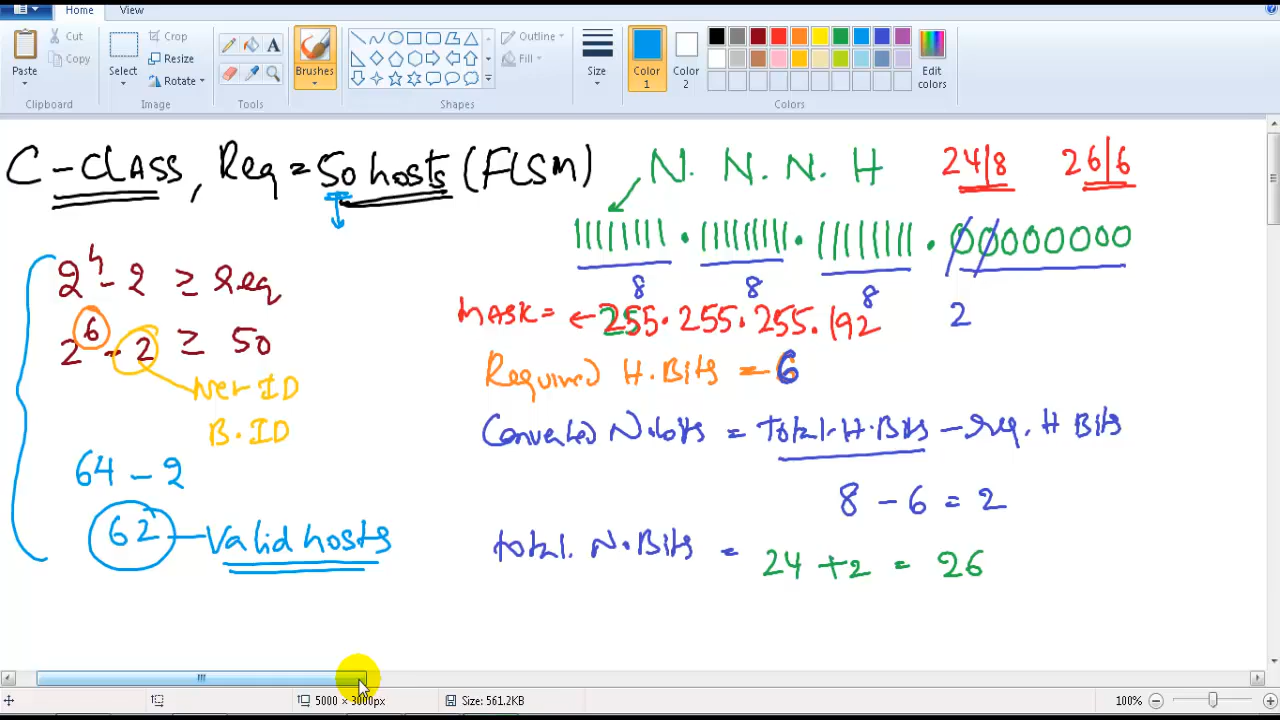 Home View
Cut
Copy
Paste
Clipboard
Crop
Resize
Rotate
Select
Image
Tools
Brushes
Shapes
Outline
Fill
Size
Color 1
Color 2
Edit colors
Colors
C-CLASS, Req = 50 hosts (FLSM)
N. N. N. H
24|8 26|6
11111111 . 11111111 . 11111111 . 00000000
8 8 8 2
2^h - 2 ≥ req
2^6 - 2 ≥ 50
Net ID
B.ID
64 - 2
62 Valid hosts
MASK = ← 255.255.255.192
Required H.Bits = 6
Converted N.bits = total.H.Bits - req. H Bits
8 - 6 = 2
total. N.Bits = 24 + 2 = 26
5000 × 3000px
Size: 561.2KB
100%